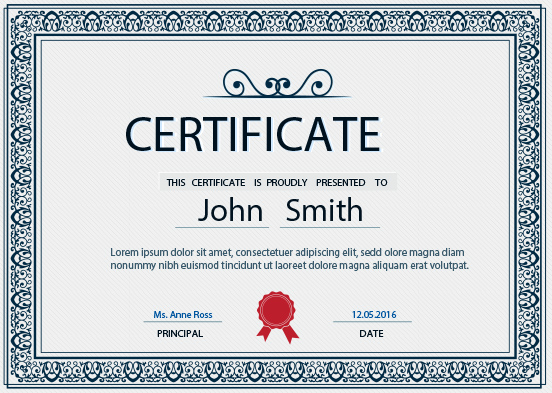 CERTIFICATE
THIS CERTIFICATE IS PROUDLY PRESENTED TO
John Smith
Lorem ipsum dolor sit amet, consectetuer adipiscing elit, sedd olore magna diam
nonummy nibh euismod tincidunt ut laoreet dolore magna aliquam erat volutpat.
Ms. Anne Ross
12.05.2016
PRINCIPAL
DATE